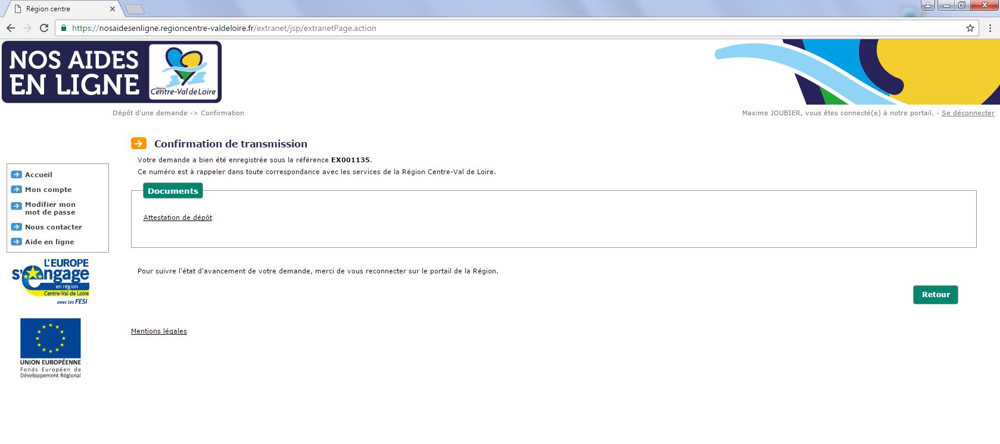 Région centre
https://nosaidesenligne.regioncentre-valdeloire.fr/extranet/jsp/extranetPage.action
NOS AIDES
EN LIGNE
Région
Centre-Val de Loire
Dépôt d'une demande -> Confirmation
Maxime JOUBIER, vous êtes connecté(e) à notre portail. - Se déconnecter
Confirmation de transmission
Votre demande a bien été enregistrée sous la référence EX001135.
Ce numéro est à rappeler dans toute correspondance avec les services de la Région Centre-Val de Loire.
Accueil
Mon compte
Modifier mon
mot de passe
Nous contacter
Aide en ligne
Documents
Attestation de dépôt
L'EUROPE
s'engage
en région
Centre-Val de Loire
avec les FESI
Pour suivre l'état d'avancement de votre demande, merci de vous reconnecter sur le portail de la Région.
Retour
UNION EUROPÉENNE
Fonds Européen de
Développement Régional
Mentions légales